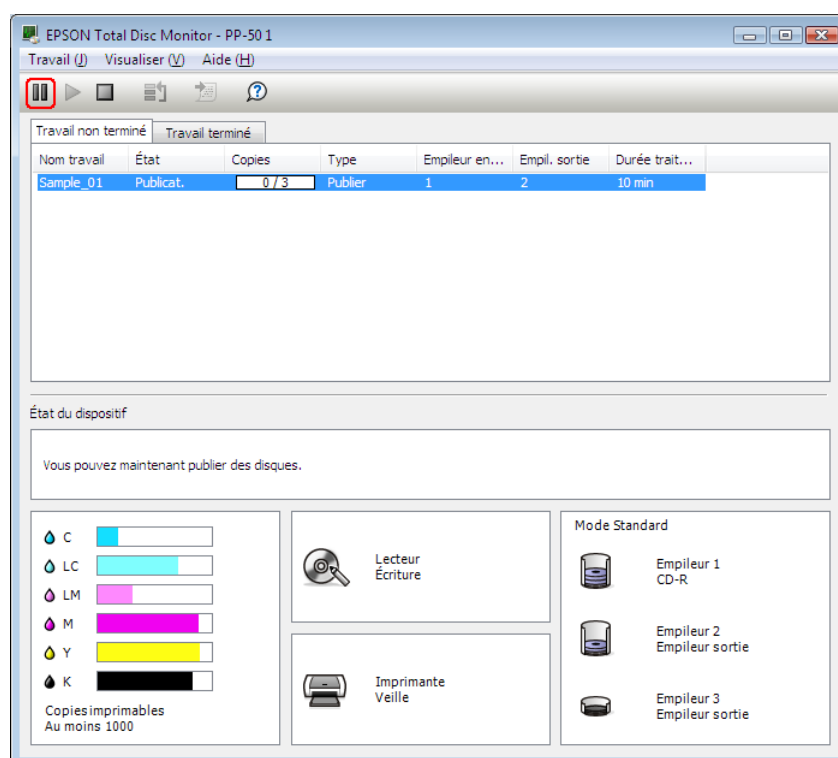 EPSON Total Disc Monitor - PP-50 1
Travail (J) Visualiser (V) Aide (H)
Travail non terminé Travail terminé
Nom travail État Copies Type Empileur en... Empil. sortie Durée trait...
Sample_01 Publicat. 0 / 3 Publier 1 2 10 min
État du dispositif
Vous pouvez maintenant publier des disques.
C
LC
LM
M
Y
K
Copies imprimables
Au moins 1000
Lecteur
Écriture
Imprimante
Veille
Mode Standard
Empileur 1
CD-R
Empileur 2
Empileur sortie
Empileur 3
Empileur sortie